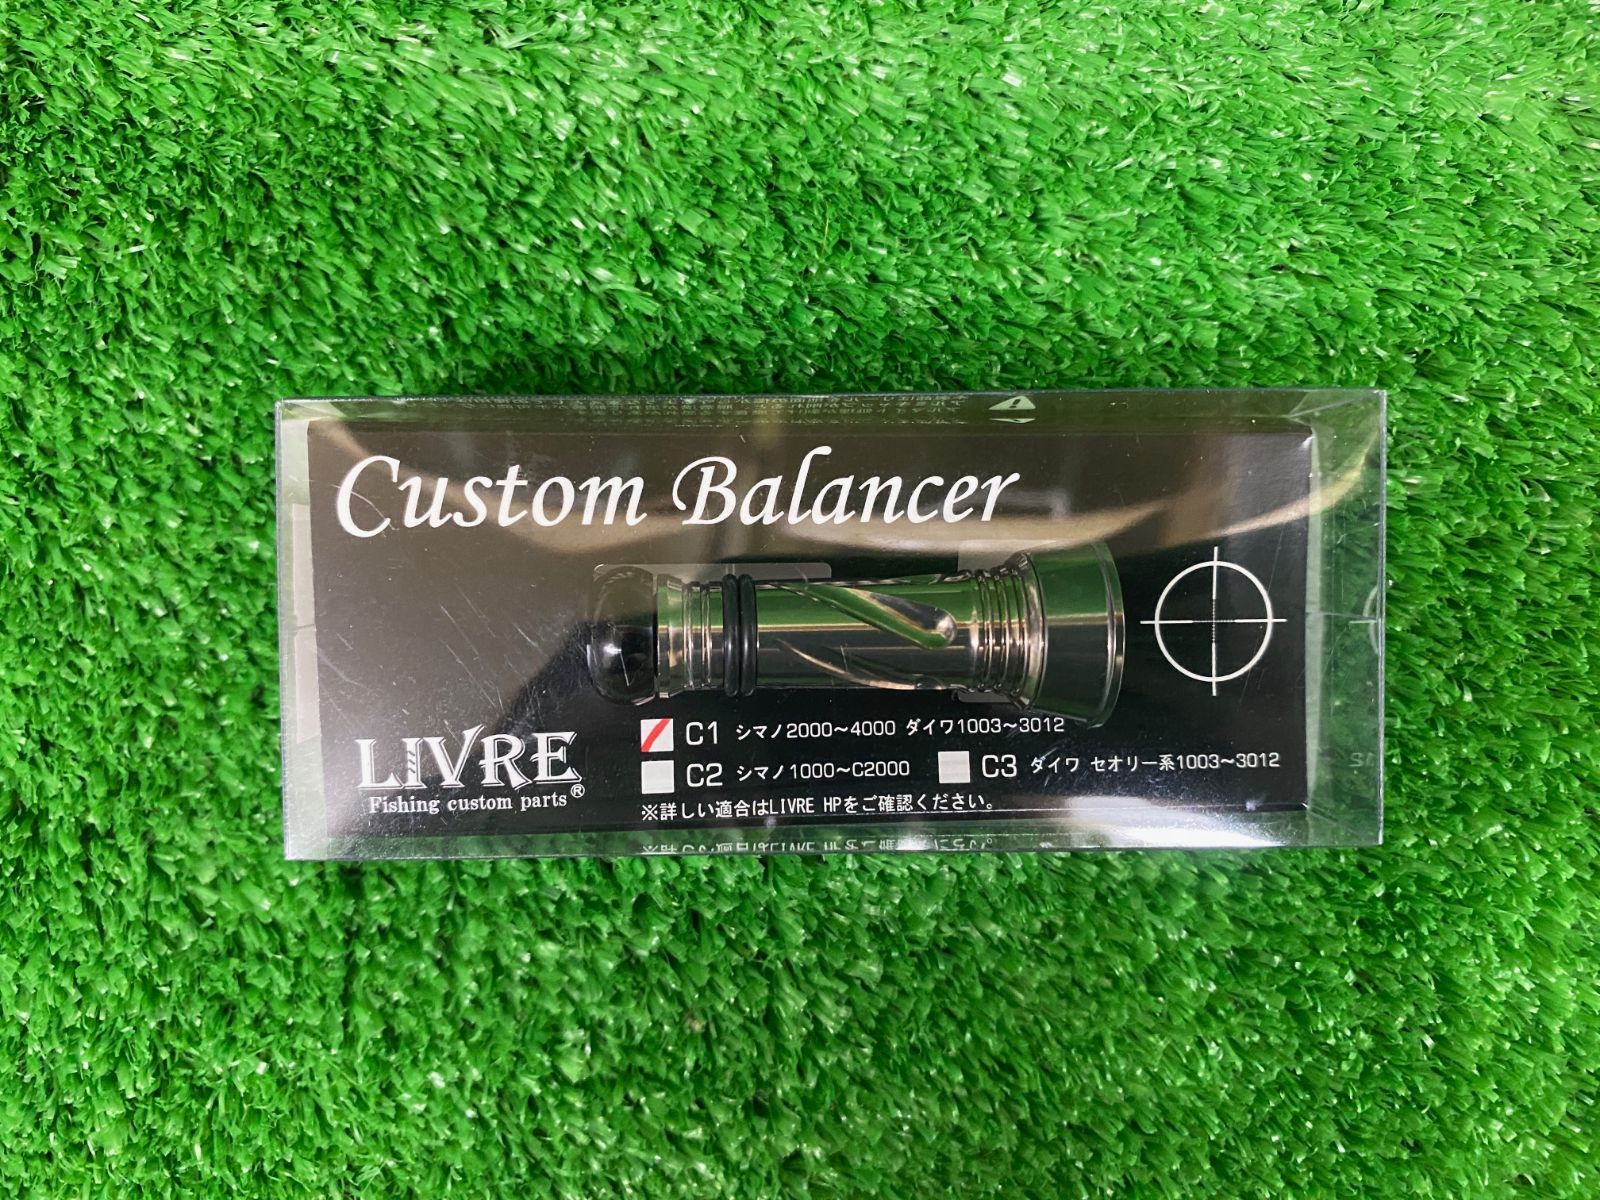 Custom Balancer
C1 シマノ2000～4000 ダイワ1003～3012
C2 シマノ1000～C2000
C3 ダイワ セオリー系1003～3012
※詳しい適合はLIVRE HPをご確認ください。
LIVRE®
Fishing custom parts